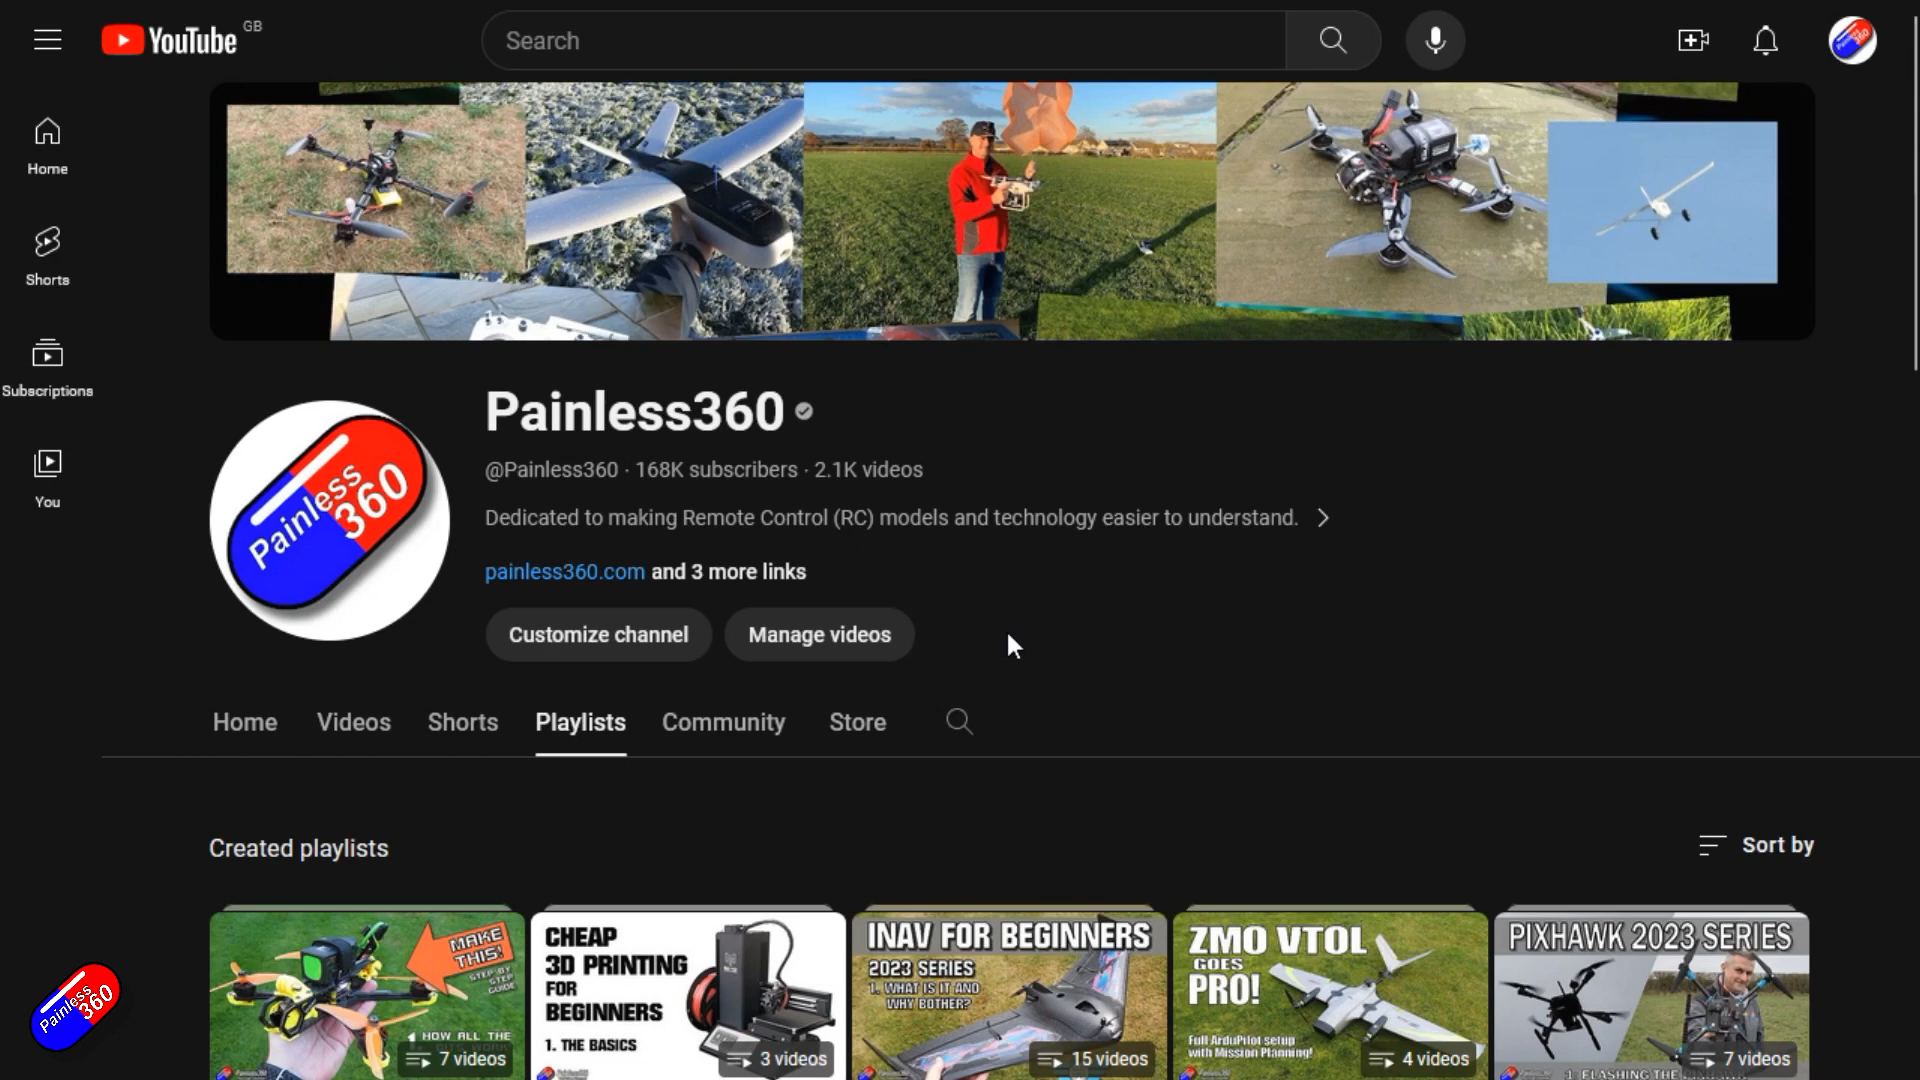 YouTube GB
Search
Home
Shorts
Subscriptions
You
Painless360
Painless360
@Painless360 · 168K subscribers · 2.1K videos
Dedicated to making Remote Control (RC) models and technology easier to understand.
painless360.com and 3 more links
Customize channel
Manage videos
Home
Videos
Shorts
Playlists
Community
Store
Created playlists
Sort by
MAKE THIS!
STEP BY
STEP
GUIDE
1. HOW ALL THE
7 videos
CHEAP
3D PRINTING
FOR
BEGINNERS
1. THE BASICS
3 videos
INAV FOR BEGINNERS
2023 SERIES
1. WHAT IS IT AND
WHY BOTHER?
15 videos
ZMO VTOL
GOES
PRO!
Full ArduPilot setup
with Mission Planning!
4 videos
PIXHAWK 2023 SERIES
1. FLASHING THE
7 videos
Painless
360